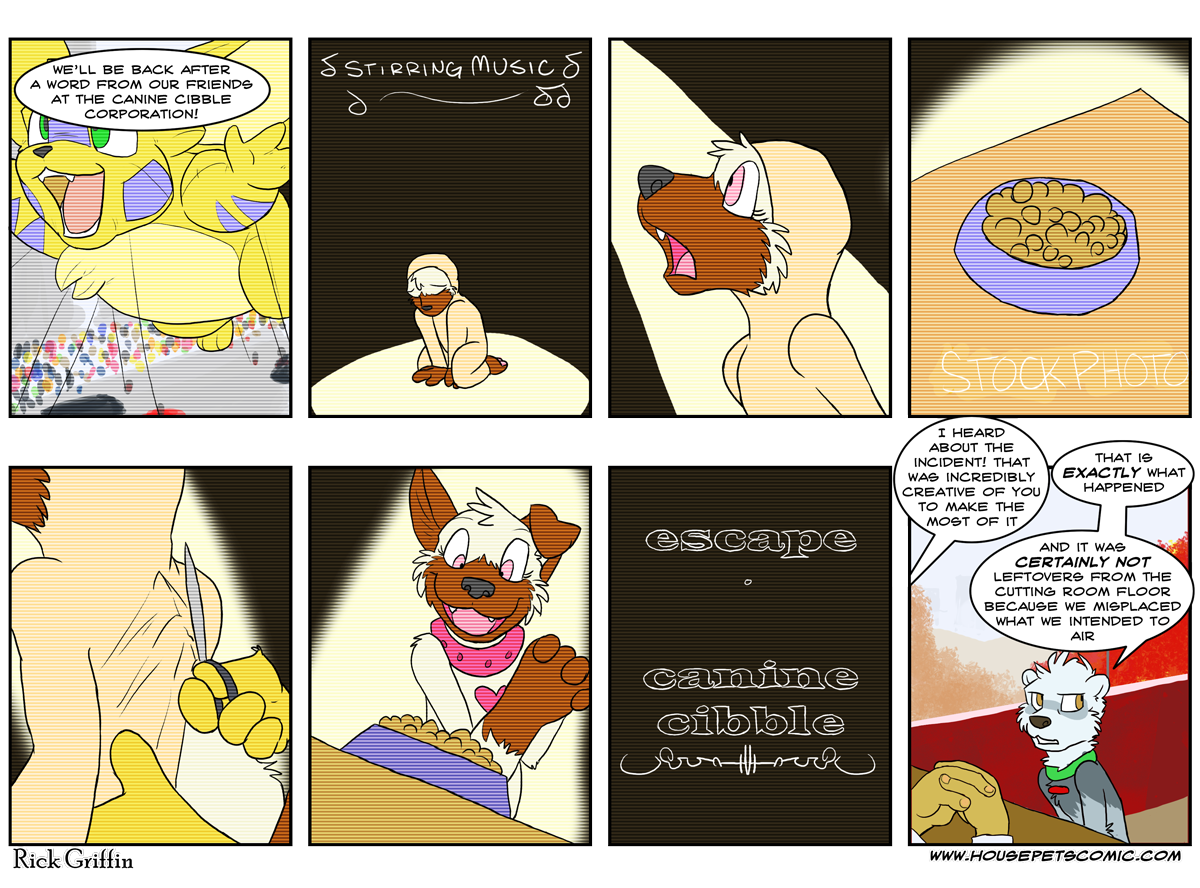 WE'LL BE BACK AFTER
A WORD FROM OUR FRIENDS
AT THE CANINE CIBBLE
CORPORATION!
♪STIRRING MUSIC♪
STOCK PHOTO
escape
.
canine
cibble
I HEARD
ABOUT THE
INCIDENT! THAT
WAS INCREDIBLY
CREATIVE OF YOU
TO MAKE THE
MOST OF IT
THAT IS
EXACTLY WHAT
HAPPENED
AND IT WAS
CERTAINLY NOT
LEFTOVERS FROM THE
CUTTING ROOM FLOOR
BECAUSE WE MISPLACED
WHAT WE INTENDED TO
AIR
Rick Griffin
WWW.HOUSEPETSCOMIC.COM